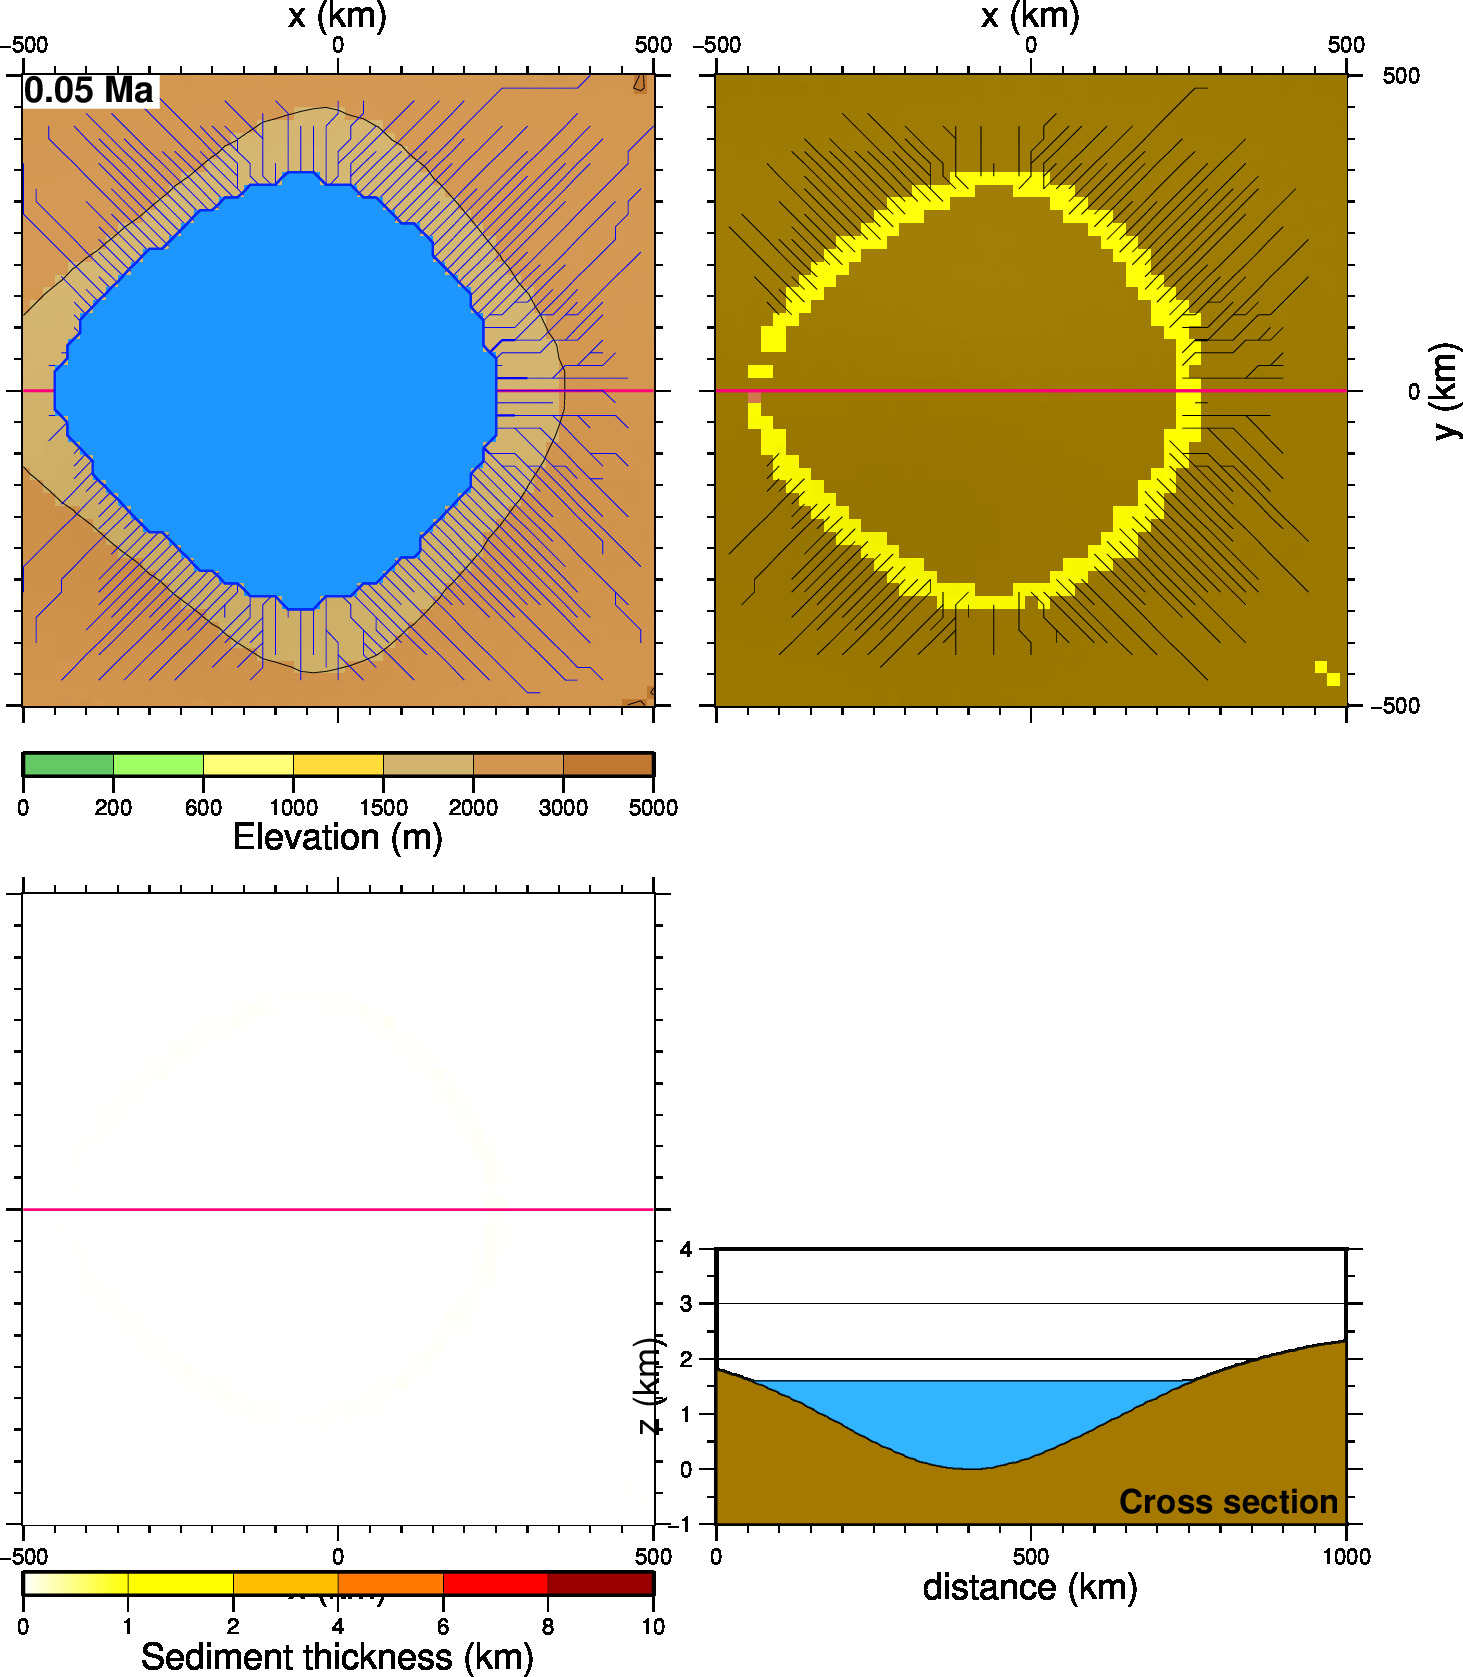 x (km)
x (km)
−500 0 500
−500 0 500
0.05 Ma
500
0
−500
y (km)
0 200 600 1000 1500 2000 3000 5000
Elevation (m)
4
3
2
1
0
−1
z (km)
Cross section
−500 0 500
0 500 1000
distance (km)
x (km)
0 1 2 4 6 8 10
Sediment thickness (km)